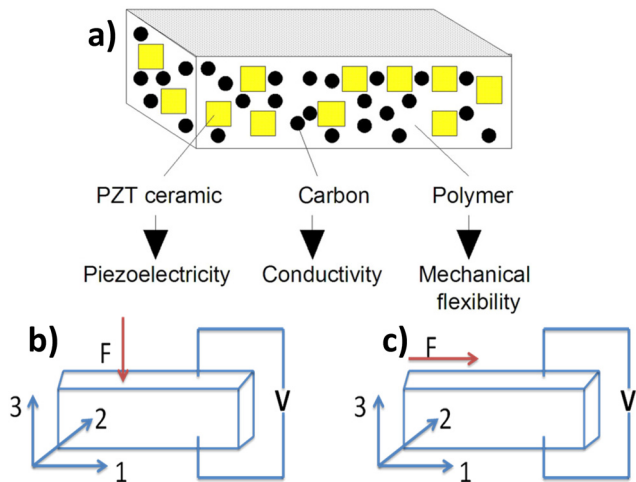 a)
PZT ceramic Carbon Polymer
Piezoelectricity Conductivity Mechanical
flexibility
b) F c) F
3 2 V 3 2 V
1 1